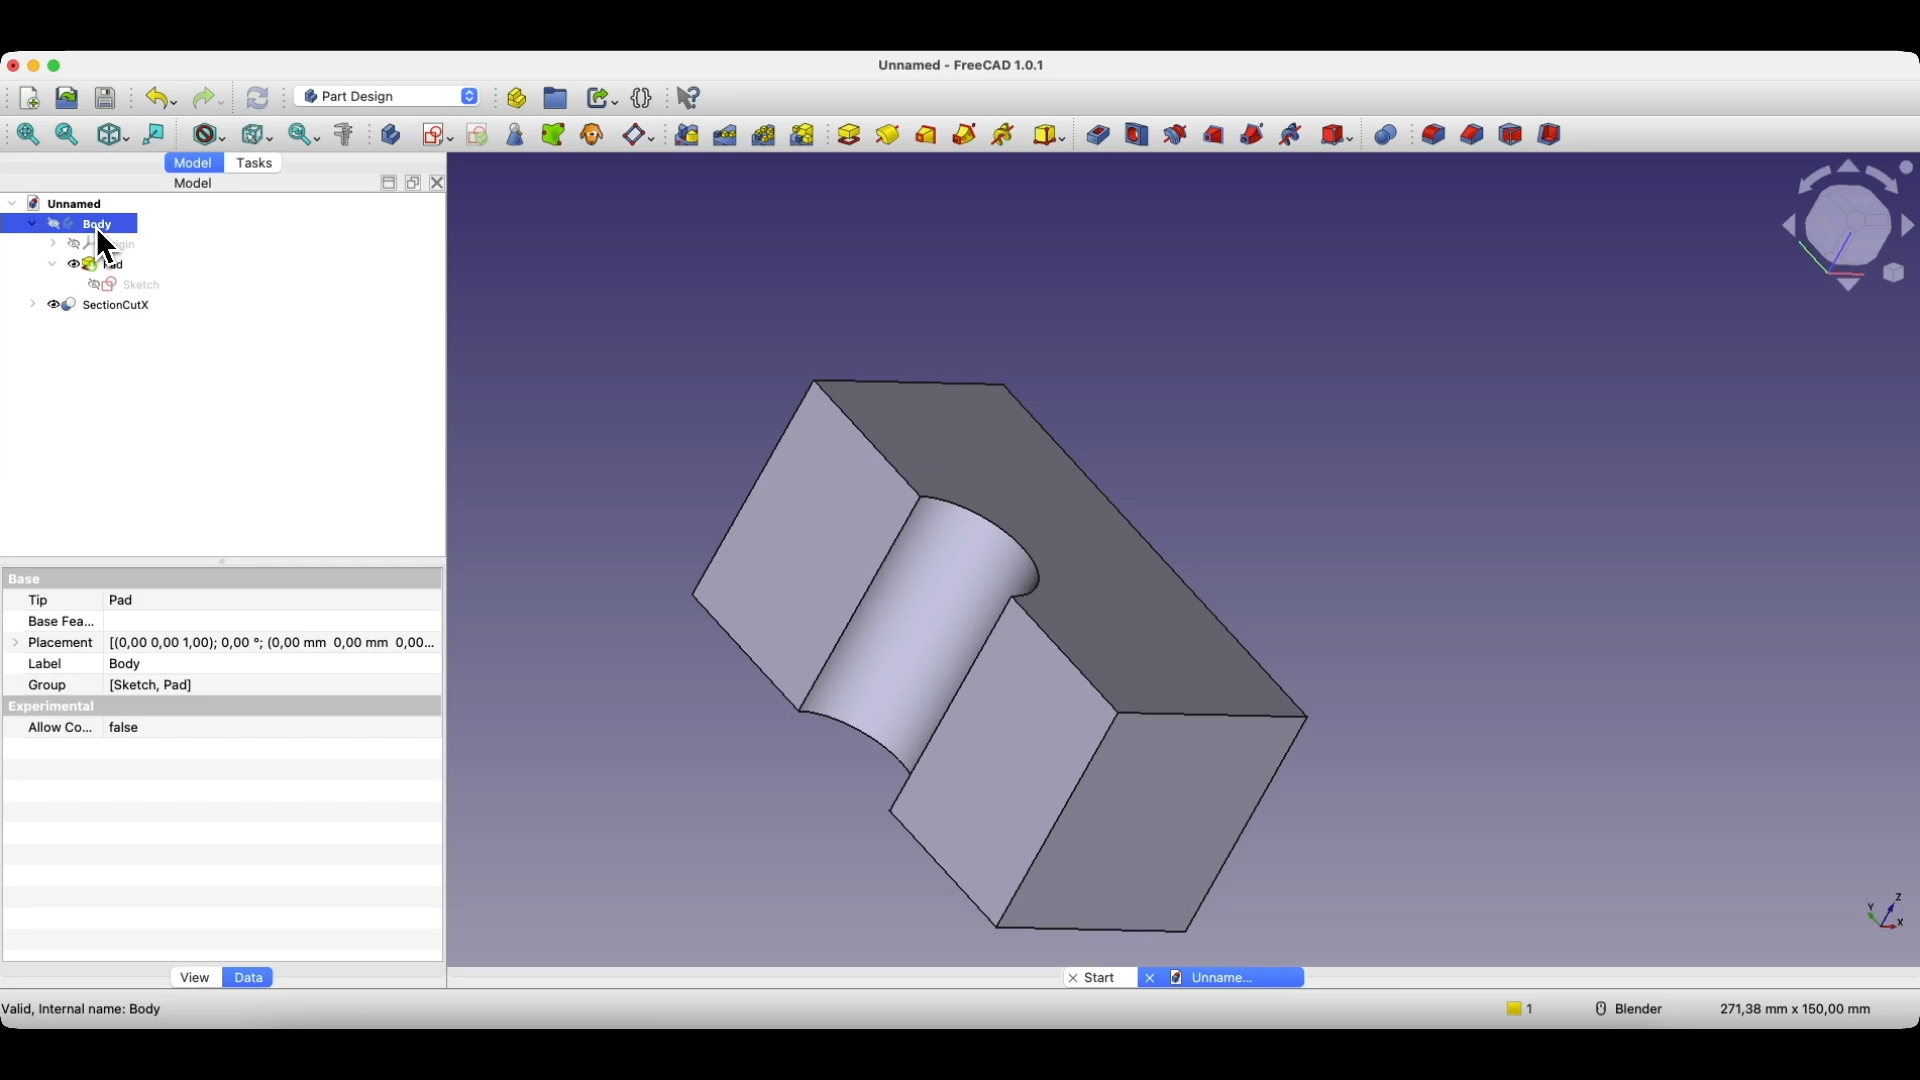 Unnamed - FreeCAD 1.0.1
Part Design
Model Tasks
Model
Unnamed
Body
Sketch
SectionCutX
Base
Tip Pad
Base Fea...
Placement [(0,00 0,00 1,00); 0,00 °; (0,00 mm 0,00 mm 0,00...
Label Body
Group [Sketch, Pad]
Experimental
Allow Co... false
View Data
Start Unname...
Valid, Internal name: Body
1 Blender 271,38 mm x 150,00 mm
Z
Y
X